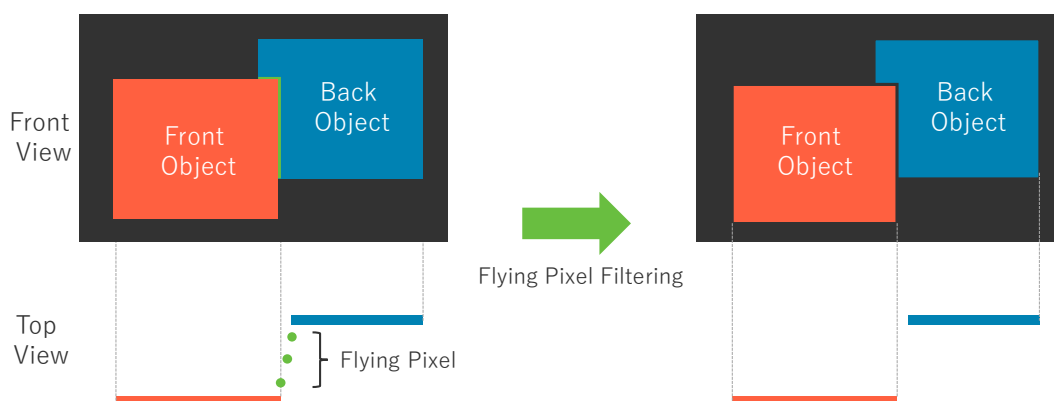 Front
View
Front
Object
Back
Object
Flying Pixel Filtering
Front
Object
Back
Object
Top
View
Flying Pixel